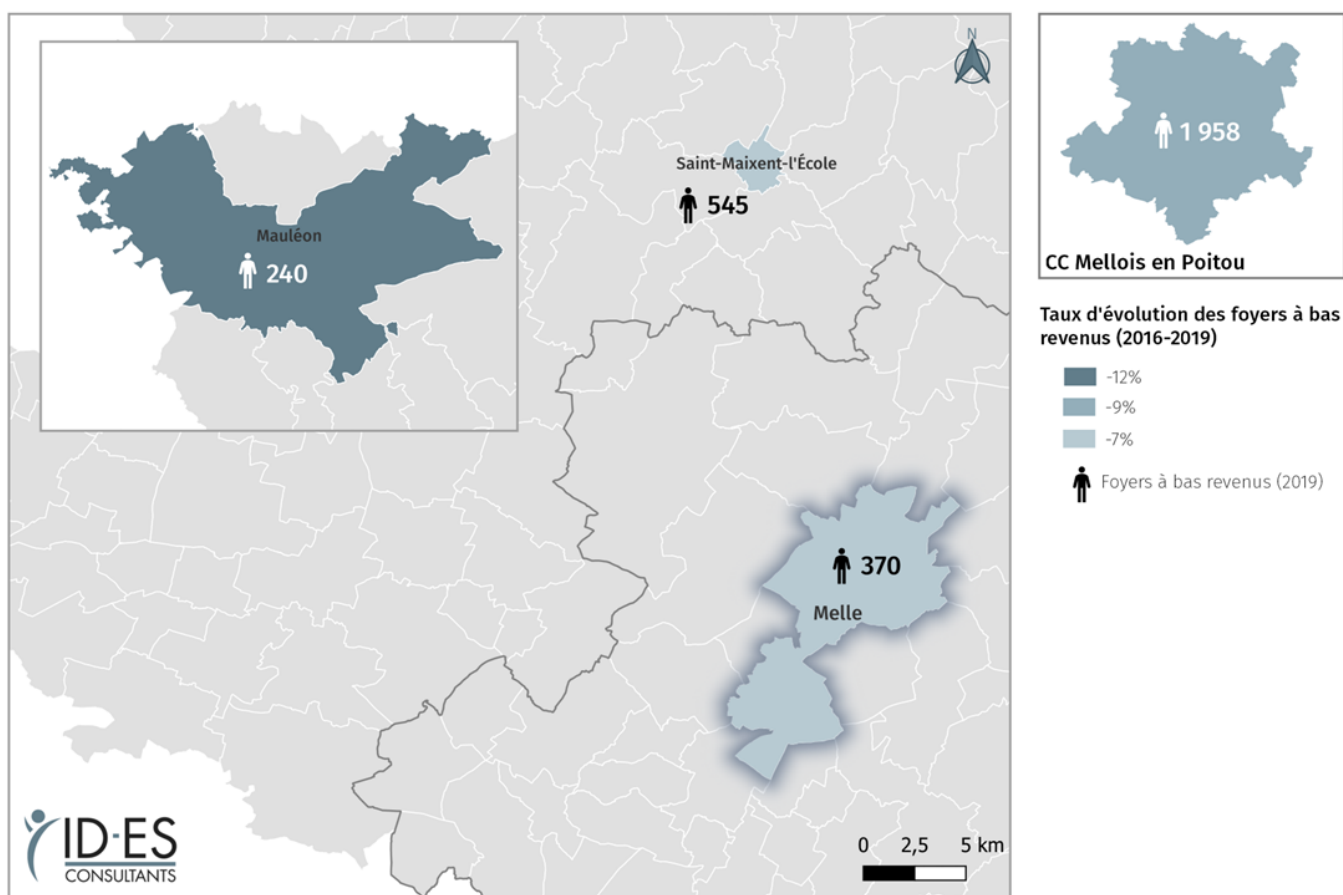 N
Mauléon
240
Saint-Maixent-l'École
545
370
Melle
ID-ES
CONSULTANTS
0 2,5 5 km
1 958
CC Mellois en Poitou
Taux d'évolution des foyers à bas
revenus (2016-2019)
-12%
-9%
-7%
Foyers à bas revenus (2019)